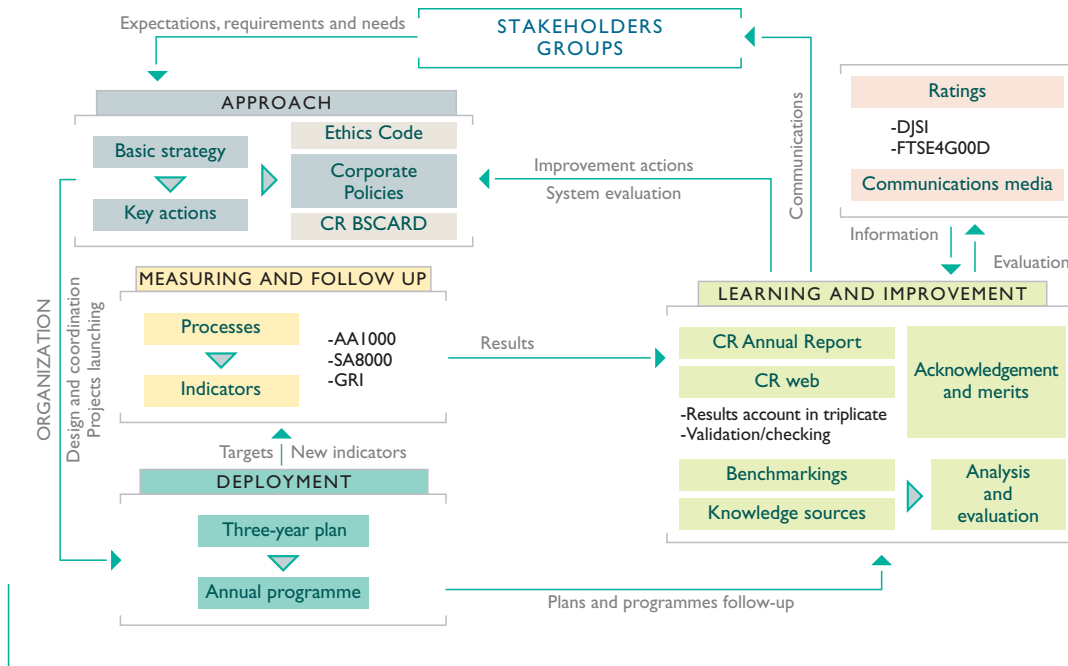 Expectations, requirements and needs
STAKEHOLDERS
GROUPS
APPROACH
Basic strategy
Key actions
Ethics Code
Corporate
Policies
CR BSCARD
Improvement actions
System evaluation
Communications
Ratings
-DJSI
-FTSE4G00D
Communications media
Information
Evaluation
ORGANIZATION
Design and coordination
Projects launching
MEASURING AND FOLLOW UP
Processes
Indicators
-AA1000
-SA8000
-GRI
Results
LEARNING AND IMPROVEMENT
CR Annual Report
CR web
-Results account in triplicate
-Validation/checking
Acknowledgement
and merits
Benchmarkings
Knowledge sources
Analysis
and
evaluation
Targets
New indicators
DEPLOYMENT
Three-year plan
Annual programme
Plans and programmes follow-up